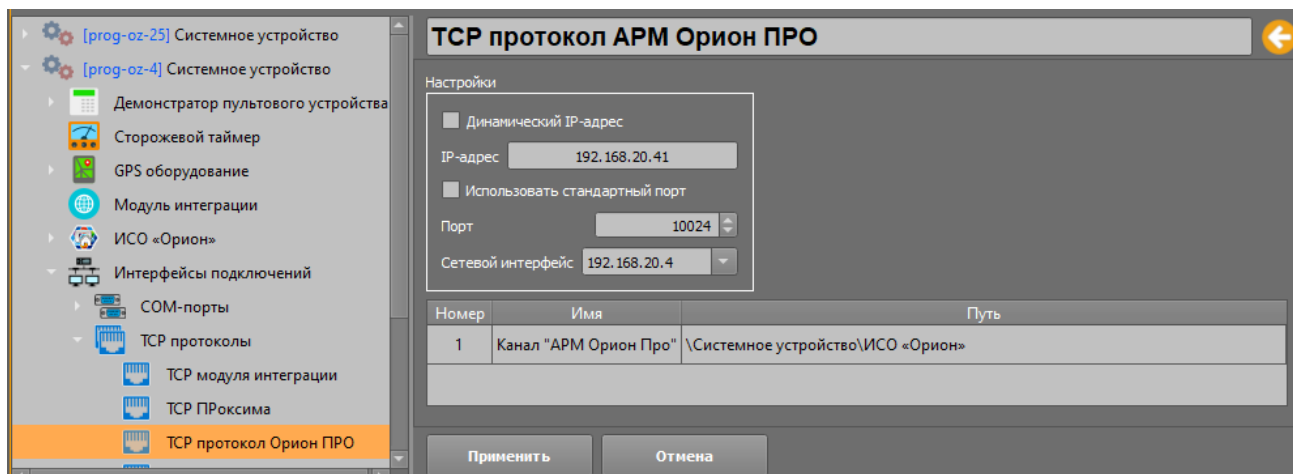 [prog-oz-25] Системное устройство
[prog-oz-4] Системное устройство
Демонстратор пультового устройства
Сторожевой таймер
GPS оборудование
Модуль интеграции
ИСО «Орион»
Интерфейсы подключений
COM-порты
TCP протоколы
TCP модуля интеграции
TCP ПРоксима
TCP протокол Орион ПРО
TCP протокол АРМ Орион ПРО
Настройки
Динамический IP-адрес
IP-адрес 192.168.20.41
Использовать стандартный порт
Порт 10024
Сетевой интерфейс 192.168.20.4
Номер Имя Путь
1 Канал "АРМ Орион Про" \Системное устройство\ИСО «Орион»
Применить Отмена